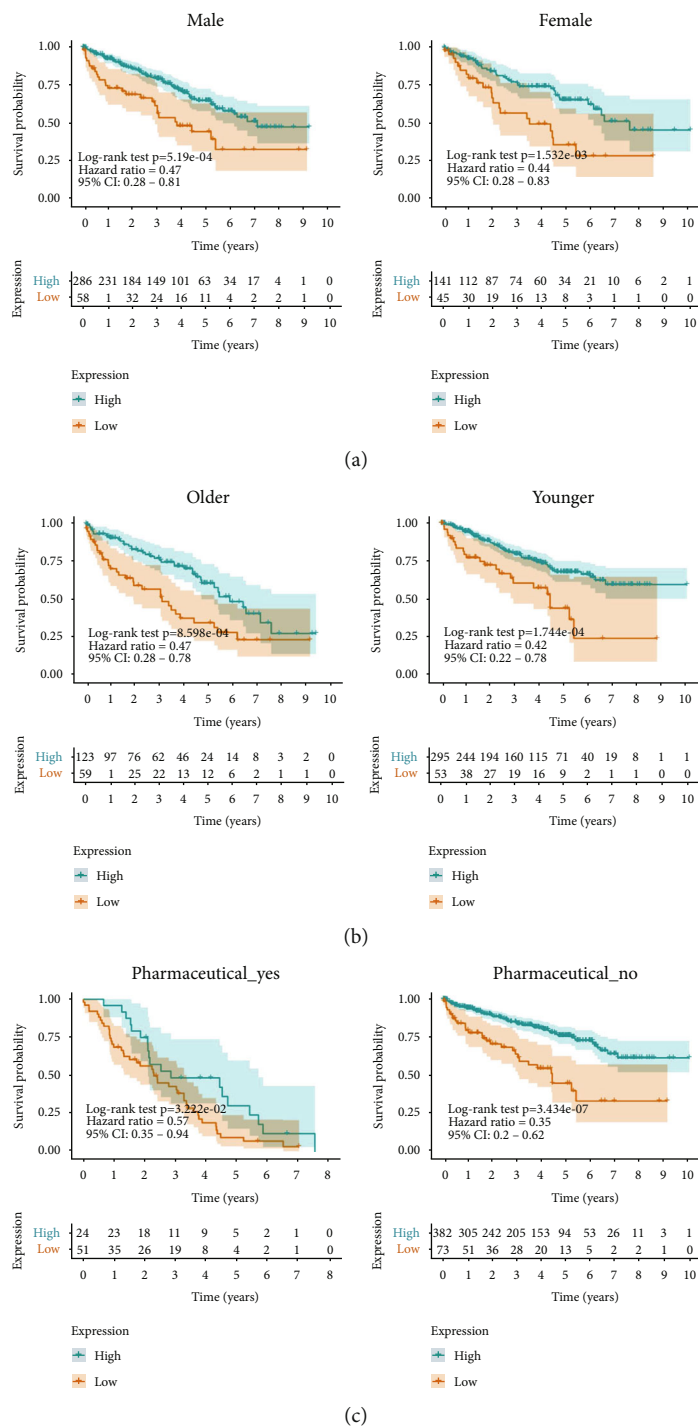 Male
Survival probability
1.00
0.75
0.50
0.25
0.00
Log-rank test p=5.19e-04
Hazard ratio = 0.47
95% CI: 0.28 – 0.81
0 1 2 3 4 5 6 7 8 9 10
Time (years)
Expression
High 286 231 184 149 101 63 34 17 4 1 0
Low 58 1 32 24 16 11 4 2 2 1 0
0 1 2 3 4 5 6 7 8 9 10
Time (years)
Expression
High
Low
Female
Survival probability
1.00
0.75
0.50
0.25
0.00
Log-rank test p=1.532e-03
Hazard ratio = 0.44
95% CI: 0.28 – 0.83
0 1 2 3 4 5 6 7 8 9 10
Time (years)
Expression
High 141 112 87 74 60 34 21 10 6 2 1
Low 45 30 19 16 13 8 3 1 1 0 0
0 1 2 3 4 5 6 7 8 9 10
Time (years)
Expression
High
Low
(a)
Older
Survival probability
1.00
0.75
0.50
0.25
0.00
Log-rank test p=8.598e-04
Hazard ratio = 0.47
95% CI: 0.28 – 0.78
0 1 2 3 4 5 6 7 8 9 10
Time (years)
Expression
High 123 97 76 62 46 24 14 8 3 2 0
Low 59 1 25 22 13 12 6 2 1 1 0
0 1 2 3 4 5 6 7 8 9 10
Time (years)
Expression
High
Low
Younger
Survival probability
1.00
0.75
0.50
0.25
0.00
Log-rank test p=1.744e-04
Hazard ratio = 0.42
95% CI: 0.22 – 0.78
0 1 2 3 4 5 6 7 8 9 10
Time (years)
Expression
High 295 244 194 160 115 71 40 19 8 1 1
Low 53 38 27 19 16 9 2 1 1 0 0
0 1 2 3 4 5 6 7 8 9 10
Time (years)
Expression
High
Low
(b)
Pharmaceutical_yes
Survival probability
1.00
0.75
0.50
0.25
0.00
Log-rank test p=3.222e-02
Hazard ratio = 0.57
95% CI: 0.35 – 0.94
0 1 2 3 4 5 6 7 8
Time (years)
Expression
High 24 23 18 11 9 5 2 1 0
Low 51 35 26 19 8 4 2 1 0
0 1 2 3 4 5 6 7 8
Time (years)
Expression
High
Low
Pharmaceutical_no
Survival probability
1.00
0.75
0.50
0.25
0.00
Log-rank test p=3.434e-07
Hazard ratio = 0.35
95% CI: 0.2 – 0.62
0 1 2 3 4 5 6 7 8 9 10
Time (years)
Expression
High 382 305 242 205 153 94 53 26 11 3 1
Low 73 51 36 28 20 13 5 2 2 1 0
0 1 2 3 4 5 6 7 8 9 10
Time (years)
Expression
High
Low
(c)